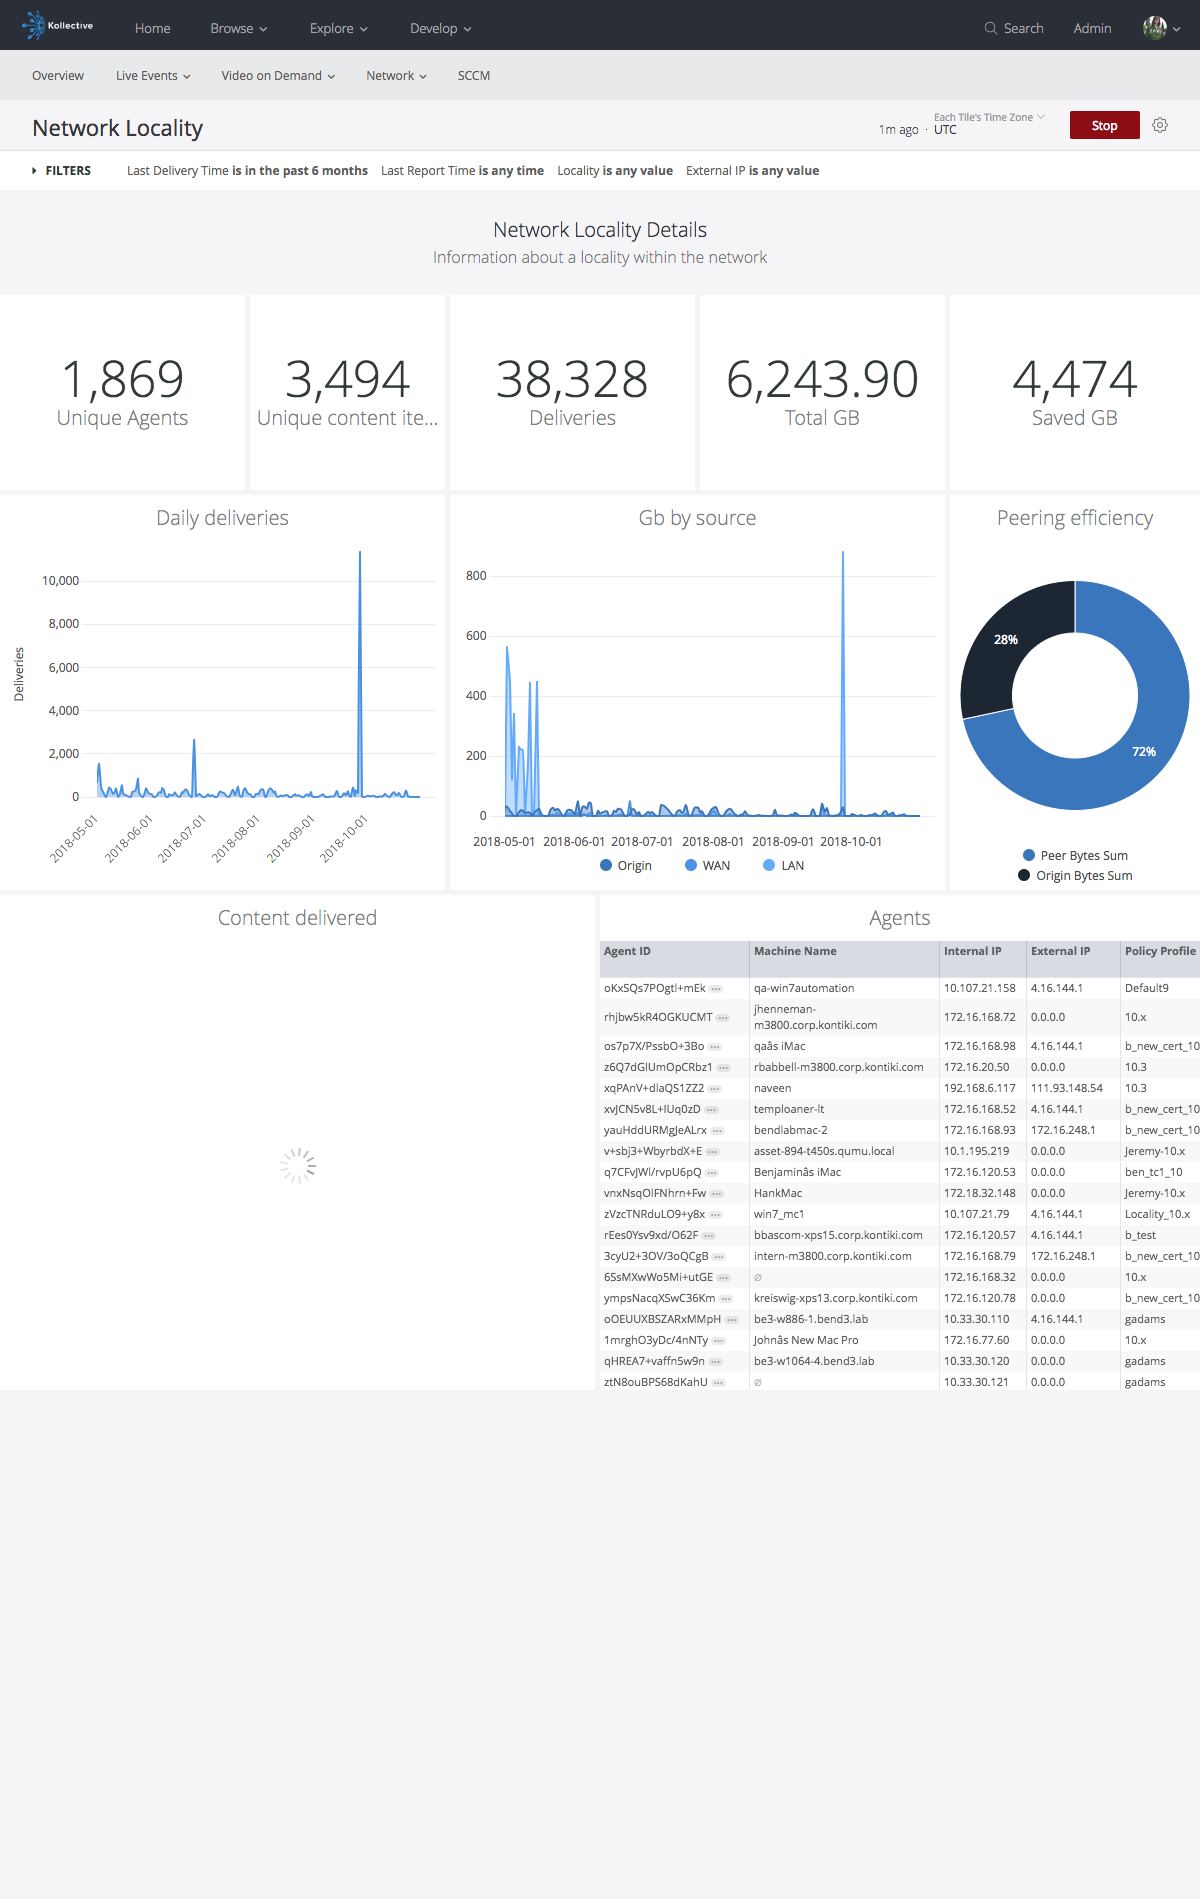 Kollective Home Browse Explore Develop Search Admin
Overview Live Events Video on Demand Network SCCM
Network Locality
1m ago · Each Tile's Time Zone UTC
Stop
FILTERS Last Delivery Time is in the past 6 months Last Report Time is any time Locality is any value External IP is any value
Network Locality Details
Information about a locality within the network
1,869
Unique Agents
3,494
Unique content ite...
38,328
Deliveries
6,243.90
Total GB
4,474
Saved GB
Daily deliveries
Deliveries
10,000
8,000
6,000
4,000
2,000
0
2018-05-01 2018-06-01 2018-07-01 2018-08-01 2018-09-01 2018-10-01
Gb by source
800
600
400
200
0
2018-05-01 2018-06-01 2018-07-01 2018-08-01 2018-09-01 2018-10-01
Origin WAN LAN
Peering efficiency
28%
72%
Peer Bytes Sum
Origin Bytes Sum
Content delivered
Agents
Agent ID Machine Name Internal IP External IP Policy Profile
oKxSQs7POgtl+mEk ... qa-win7automation 10.107.21.158 4.16.144.1 Default9
rhjbw5kR4OGKUCMT ... jhenneman-m3800.corp.kontiki.com 172.16.168.72 0.0.0.0 10.x
os7p7X/PssbO+3Bo ... qaâs iMac 172.16.168.98 4.16.144.1 b_new_cert_10
z6Q7dGlUmOpCRbz1 ... rbabbell-m3800.corp.kontiki.com 172.16.20.50 0.0.0.0 10.3
xqPAnV+dlaQS1ZZ2 ... naveen 192.168.6.117 111.93.148.54 10.3
xvJCN5v8L+IUq0zD ... temploaner-lt 172.16.168.52 4.16.144.1 b_new_cert_10
yauHddURMgJeALrx ... bendlabmac-2 172.16.168.93 172.16.248.1 b_new_cert_10
v+sbj3+WbyrbdX+E ... asset-894-t450s.qumu.local 10.1.195.219 0.0.0.0 Jeremy-10.x
q7CFvJWl/rvpU6pQ ... Benjaminâs iMac 172.16.120.53 0.0.0.0 ben_tc1_10
vnxNsqOlFNhrn+Fw ... HankMac 172.18.32.148 0.0.0.0 Jeremy-10.x
zVzcTNRduLO9+y8x ... win7_mc1 10.107.21.79 4.16.144.1 Locality_10.x
rEes0Ysv9xd/O62F ... bbascom-xps15.corp.kontiki.com 172.16.120.57 4.16.144.1 b_test
3cyU2+3OV/3oQCgB ... intern-m3800.corp.kontiki.com 172.16.168.79 172.16.248.1 b_new_cert_10
6SsMXwWo5Mi+utGE ... ∅ 172.16.168.32 0.0.0.0 10.x
ympsNacqXSwC36Km ... kreiswig-xps13.corp.kontiki.com 172.16.120.78 0.0.0.0 b_new_cert_10
oOEUUXBSZARxMMpH ... be3-w886-1.bend3.lab 10.33.30.110 4.16.144.1 gadams
1mrghO3yDc/4nNTy ... Johnâs New Mac Pro 172.16.77.60 0.0.0.0 10.x
qHREA7+vaffn5w9n ... be3-w1064-4.bend3.lab 10.33.30.120 0.0.0.0 gadams
ztN8ouBPS68dKahU ... ∅ 10.33.30.121 0.0.0.0 gadams